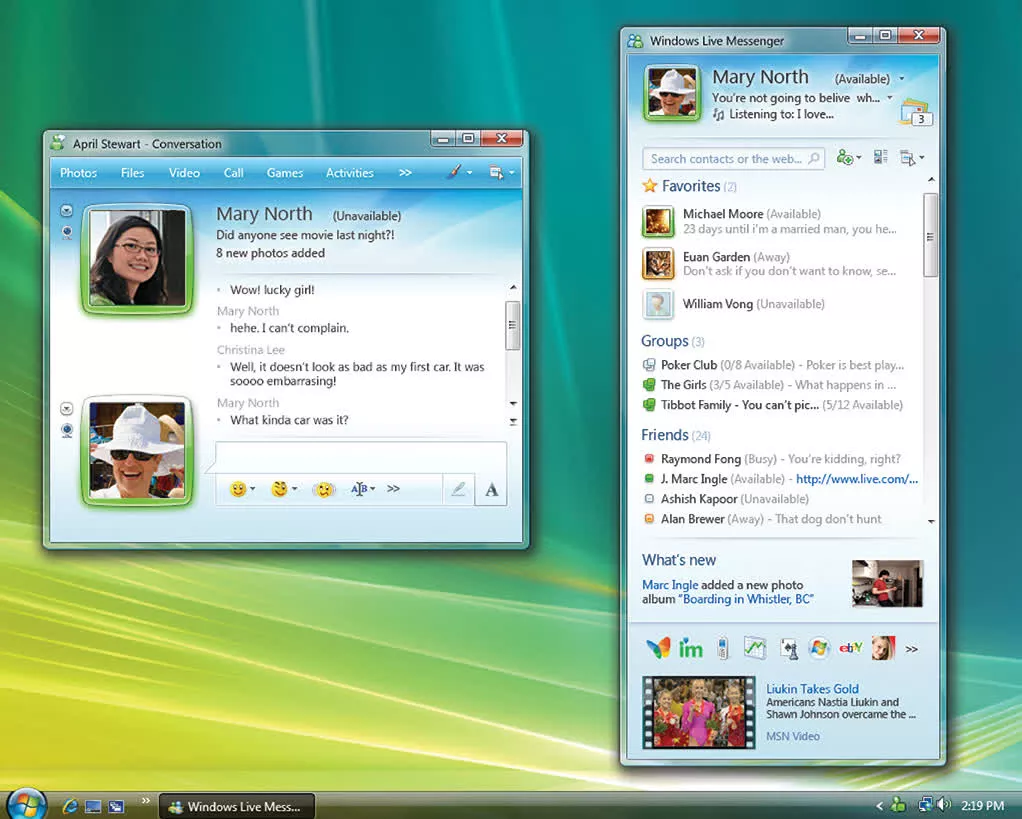 April Stewart - Conversation
Photos Files Video Call Games Activities >>
Mary North (Unavailable)
Did anyone see movie last night?!
8 new photos added
Wow! lucky girl!
Mary North
hehe. I can't complain.
Christina Lee
Well, it doesn't look as bad as my first car. It was
soooo embarrasing!
Mary North
What kinda car was it?
AB >> A
Windows Live Messenger
Mary North (Available)
You're not going to belive wh...
Listening to: I love...
3
Search contacts or the web...
Favorites (2)
Michael Moore (Available)
23 days until i'm a married man, you he...
Euan Garden (Away)
Don't ask if you don't want to know, se...
William Vong (Unavailable)
Groups (3)
Poker Club (0/8 Available) - Poker is best play...
The Girls (3/5 Available) - What happens in ...
Tibbot Family - You can't pic... (5/12 Available)
Friends (24)
Raymond Fong (Busy) - You're kidding, right?
J. Marc Ingle (Available) - http://www.live.com/...
Ashish Kapoor (Unavailable)
Alan Brewer (Away) - That dog don't hunt
What's new
Marc Ingle added a new photo
album "Boarding in Whistler, BC"
im ebY >>
Liukin Takes Gold
Americans Nastia Liukin and
Shawn Johnson overcame the ...
MSN Video
>> Windows Live Mess... < 2:19 PM